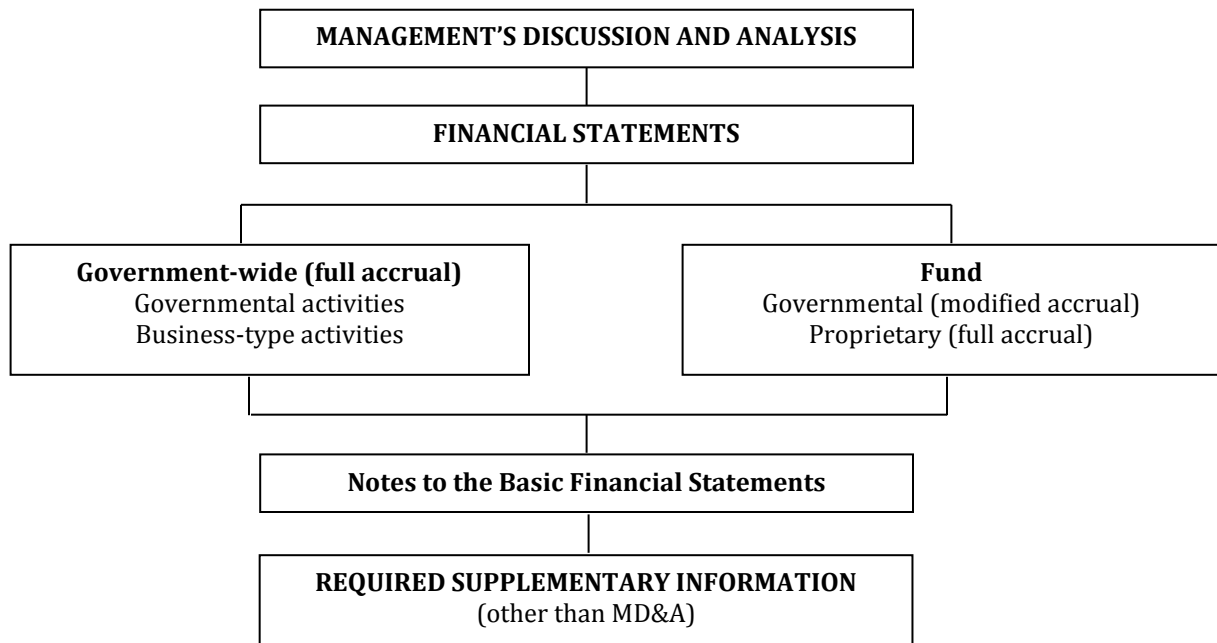 MANAGEMENT’S DISCUSSION AND ANALYSIS
FINANCIAL STATEMENTS
Government-wide (full accrual)
Governmental activities
Business-type activities
Fund
Governmental (modified accrual)
Proprietary (full accrual)
Notes to the Basic Financial Statements
REQUIRED SUPPLEMENTARY INFORMATION
(other than MD&A)